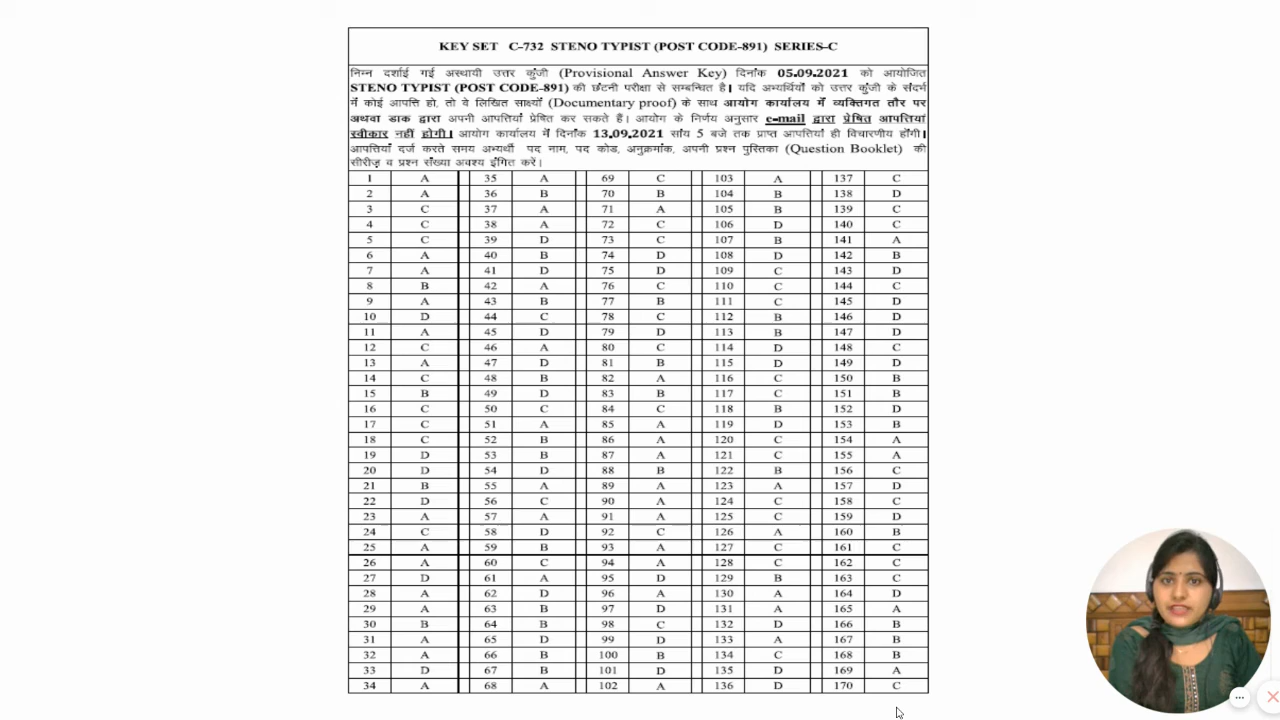 KEY SET C-732 STENO TYPIST (POST CODE-891) SERIES-C
निम्न दर्शाई गई अस्थायी उत्तर कुंजी (Provisional Answer Key) दिनांक 05.09.2021 को आयोजित
STENO TYPIST (POST CODE-891) की छंटनी परीक्षा से सम्बन्धित है। यदि अभ्यर्थियों को उत्तर कुंजी के संदर्भ
में कोई आपत्ति हो, तो वे लिखित साक्ष्यों (Documentary proof) के साथ आयोग कार्यालय में व्यक्तिगत तौर पर
अथवा डाक द्वारा अपनी आपत्तियाँ प्रेषित कर सकते हैं। आयोग के निर्णय अनुसार e-mail द्वारा प्रेषित आपत्तियां
स्वीकार नहीं होगी। आयोग कार्यालय में दिनांक 13.09.2021 सांय 5 बजे तक प्राप्त आपत्तियाँ ही विचारणीय होंगी।
आपत्तियां दर्ज करते समय अभ्यर्थी पद नाम, पद कोड, अनुक्रमांक, अपनी प्रश्न पुस्तिका (Question Booklet) की
सीरीज़ व प्रश्न संख्या अवश्य इंगित करें।
1 A 35 A 69 C 103 A 137 C
2 A 36 B 70 B 104 B 138 D
3 C 37 A 71 A 105 B 139 C
4 C 38 A 72 C 106 D 140 C
5 C 39 D 73 C 107 B 141 A
6 A 40 B 74 D 108 D 142 B
7 A 41 D 75 D 109 C 143 D
8 B 42 A 76 C 110 C 144 C
9 A 43 B 77 B 111 C 145 D
10 D 44 C 78 C 112 B 146 D
11 A 45 D 79 D 113 B 147 D
12 C 46 A 80 C 114 D 148 C
13 A 47 D 81 B 115 D 149 D
14 C 48 B 82 A 116 C 150 B
15 B 49 D 83 B 117 C 151 B
16 C 50 C 84 C 118 B 152 D
17 C 51 A 85 A 119 D 153 B
18 C 52 B 86 A 120 C 154 A
19 D 53 B 87 A 121 C 155 A
20 D 54 D 88 B 122 B 156 C
21 B 55 A 89 A 123 A 157 D
22 D 56 C 90 A 124 C 158 C
23 A 57 A 91 A 125 C 159 D
24 C 58 D 92 C 126 A 160 B
25 A 59 B 93 A 127 C 161 C
26 A 60 C 94 A 128 C 162 C
27 D 61 A 95 D 129 B 163 C
28 A 62 D 96 A 130 A 164 D
29 A 63 B 97 D 131 A 165 A
30 B 64 B 98 C 132 D 166 B
31 A 65 D 99 D 133 A 167 B
32 A 66 B 100 B 134 C 168 B
33 D 67 B 101 D 135 D 169 A
34 A 68 A 102 A 136 D 170 C